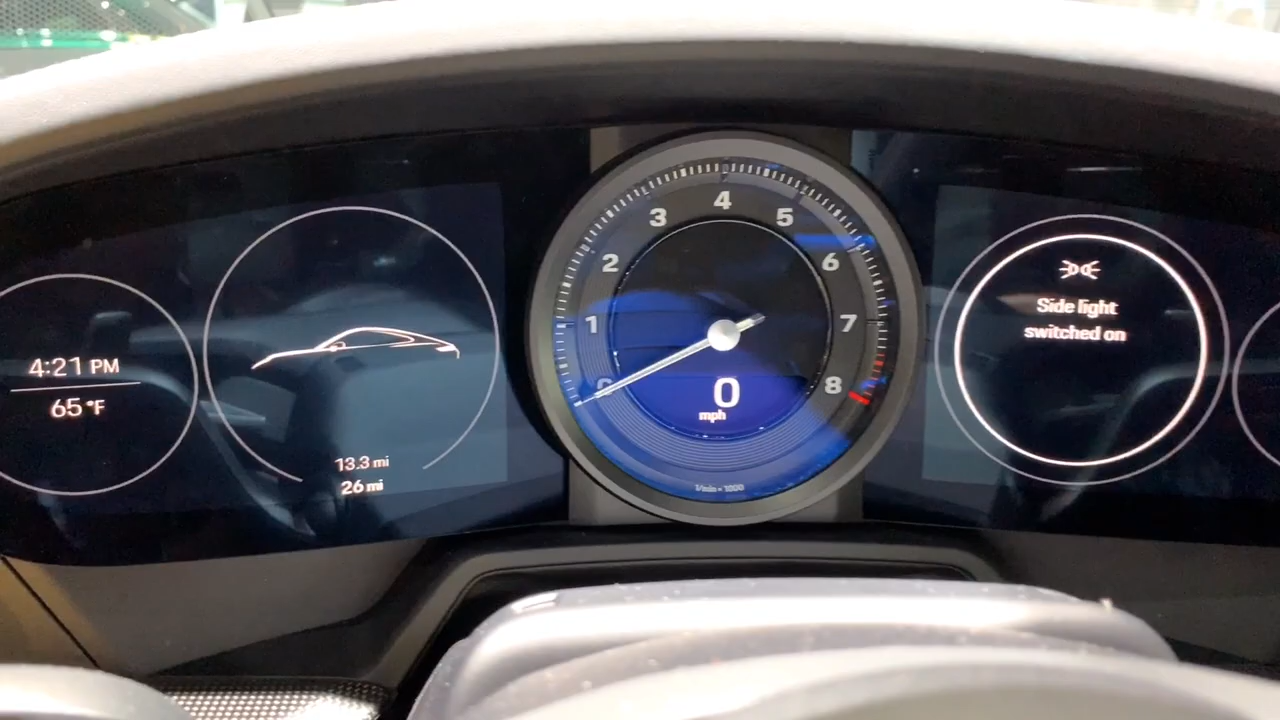 4:21 PM
65 °F
13.3 mi
26 mi
0
1
2
3
4
5
6
7
8
0
mph
1/min × 1000
Side light
switched on